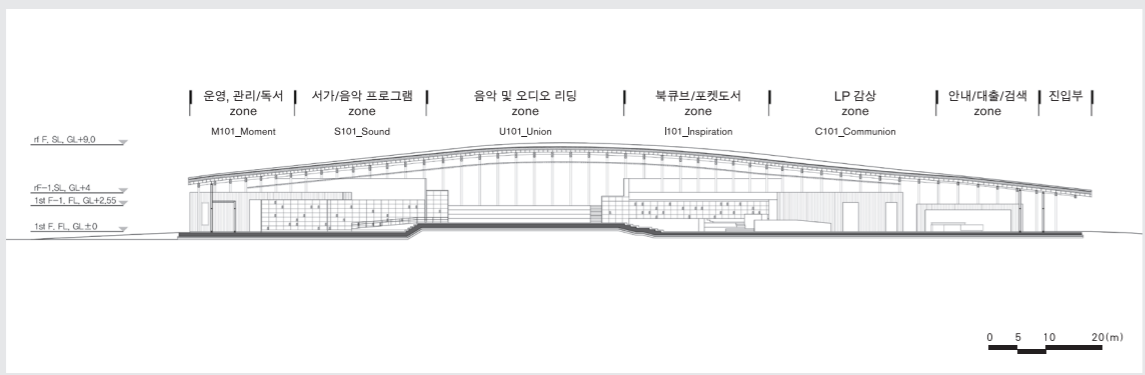 운영, 관리/독서 zone
서가/음악 프로그램 zone
음악 및 오디오 리딩 zone
북큐브/포켓도서 zone
LP 감상 zone
안내/대출/검색 zone
진입부
M101_Moment
S101_Sound
U101_Union
I101_Inspiration
C101_Communion
rf F, SL, GL+9.0
rF-1,SL, GL+4
1st F-1, FL, GL+2.55
1st F, FL, GL±0
0 5 10 20(m)